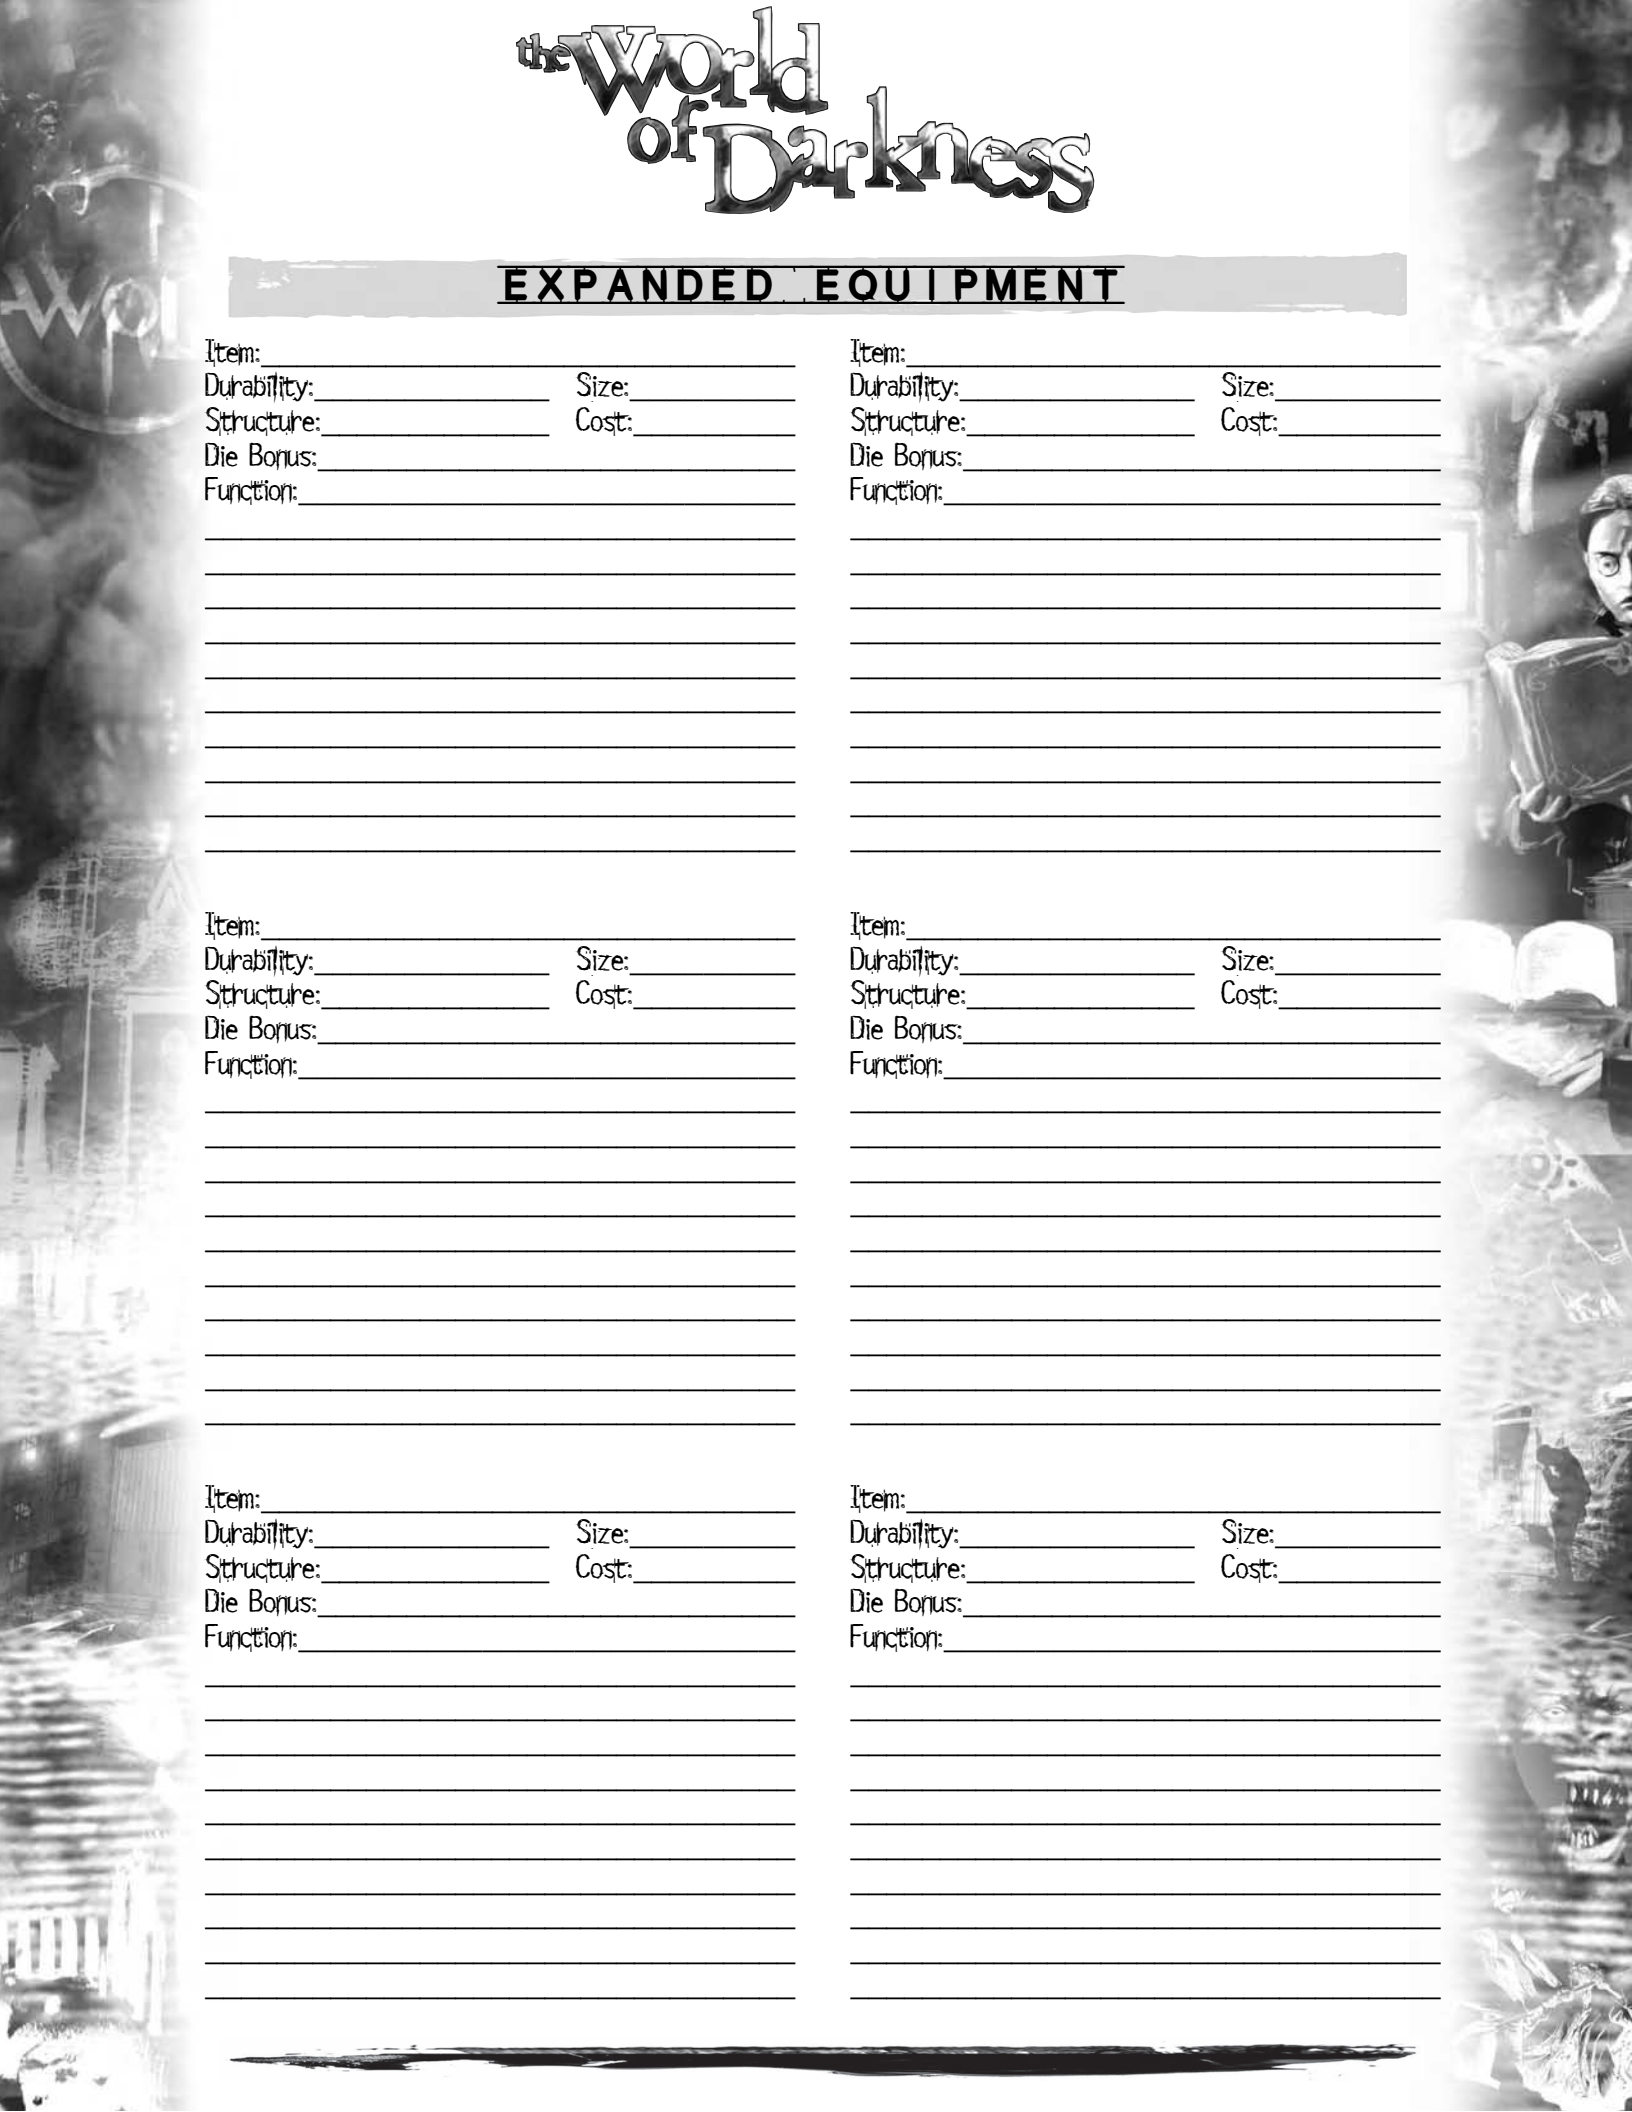 the World
of Darkness
EXPANDED EQUIPMENT
Item:
Durability: Size:
Structure: Cost:
Die Bonus:
Function:
Item:
Durability: Size:
Structure: Cost:
Die Bonus:
Function:
Item:
Durability: Size:
Structure: Cost:
Die Bonus:
Function:
Item:
Durability: Size:
Structure: Cost:
Die Bonus:
Function:
Item:
Durability: Size:
Structure: Cost:
Die Bonus:
Function:
Item:
Durability: Size:
Structure: Cost:
Die Bonus:
Function: